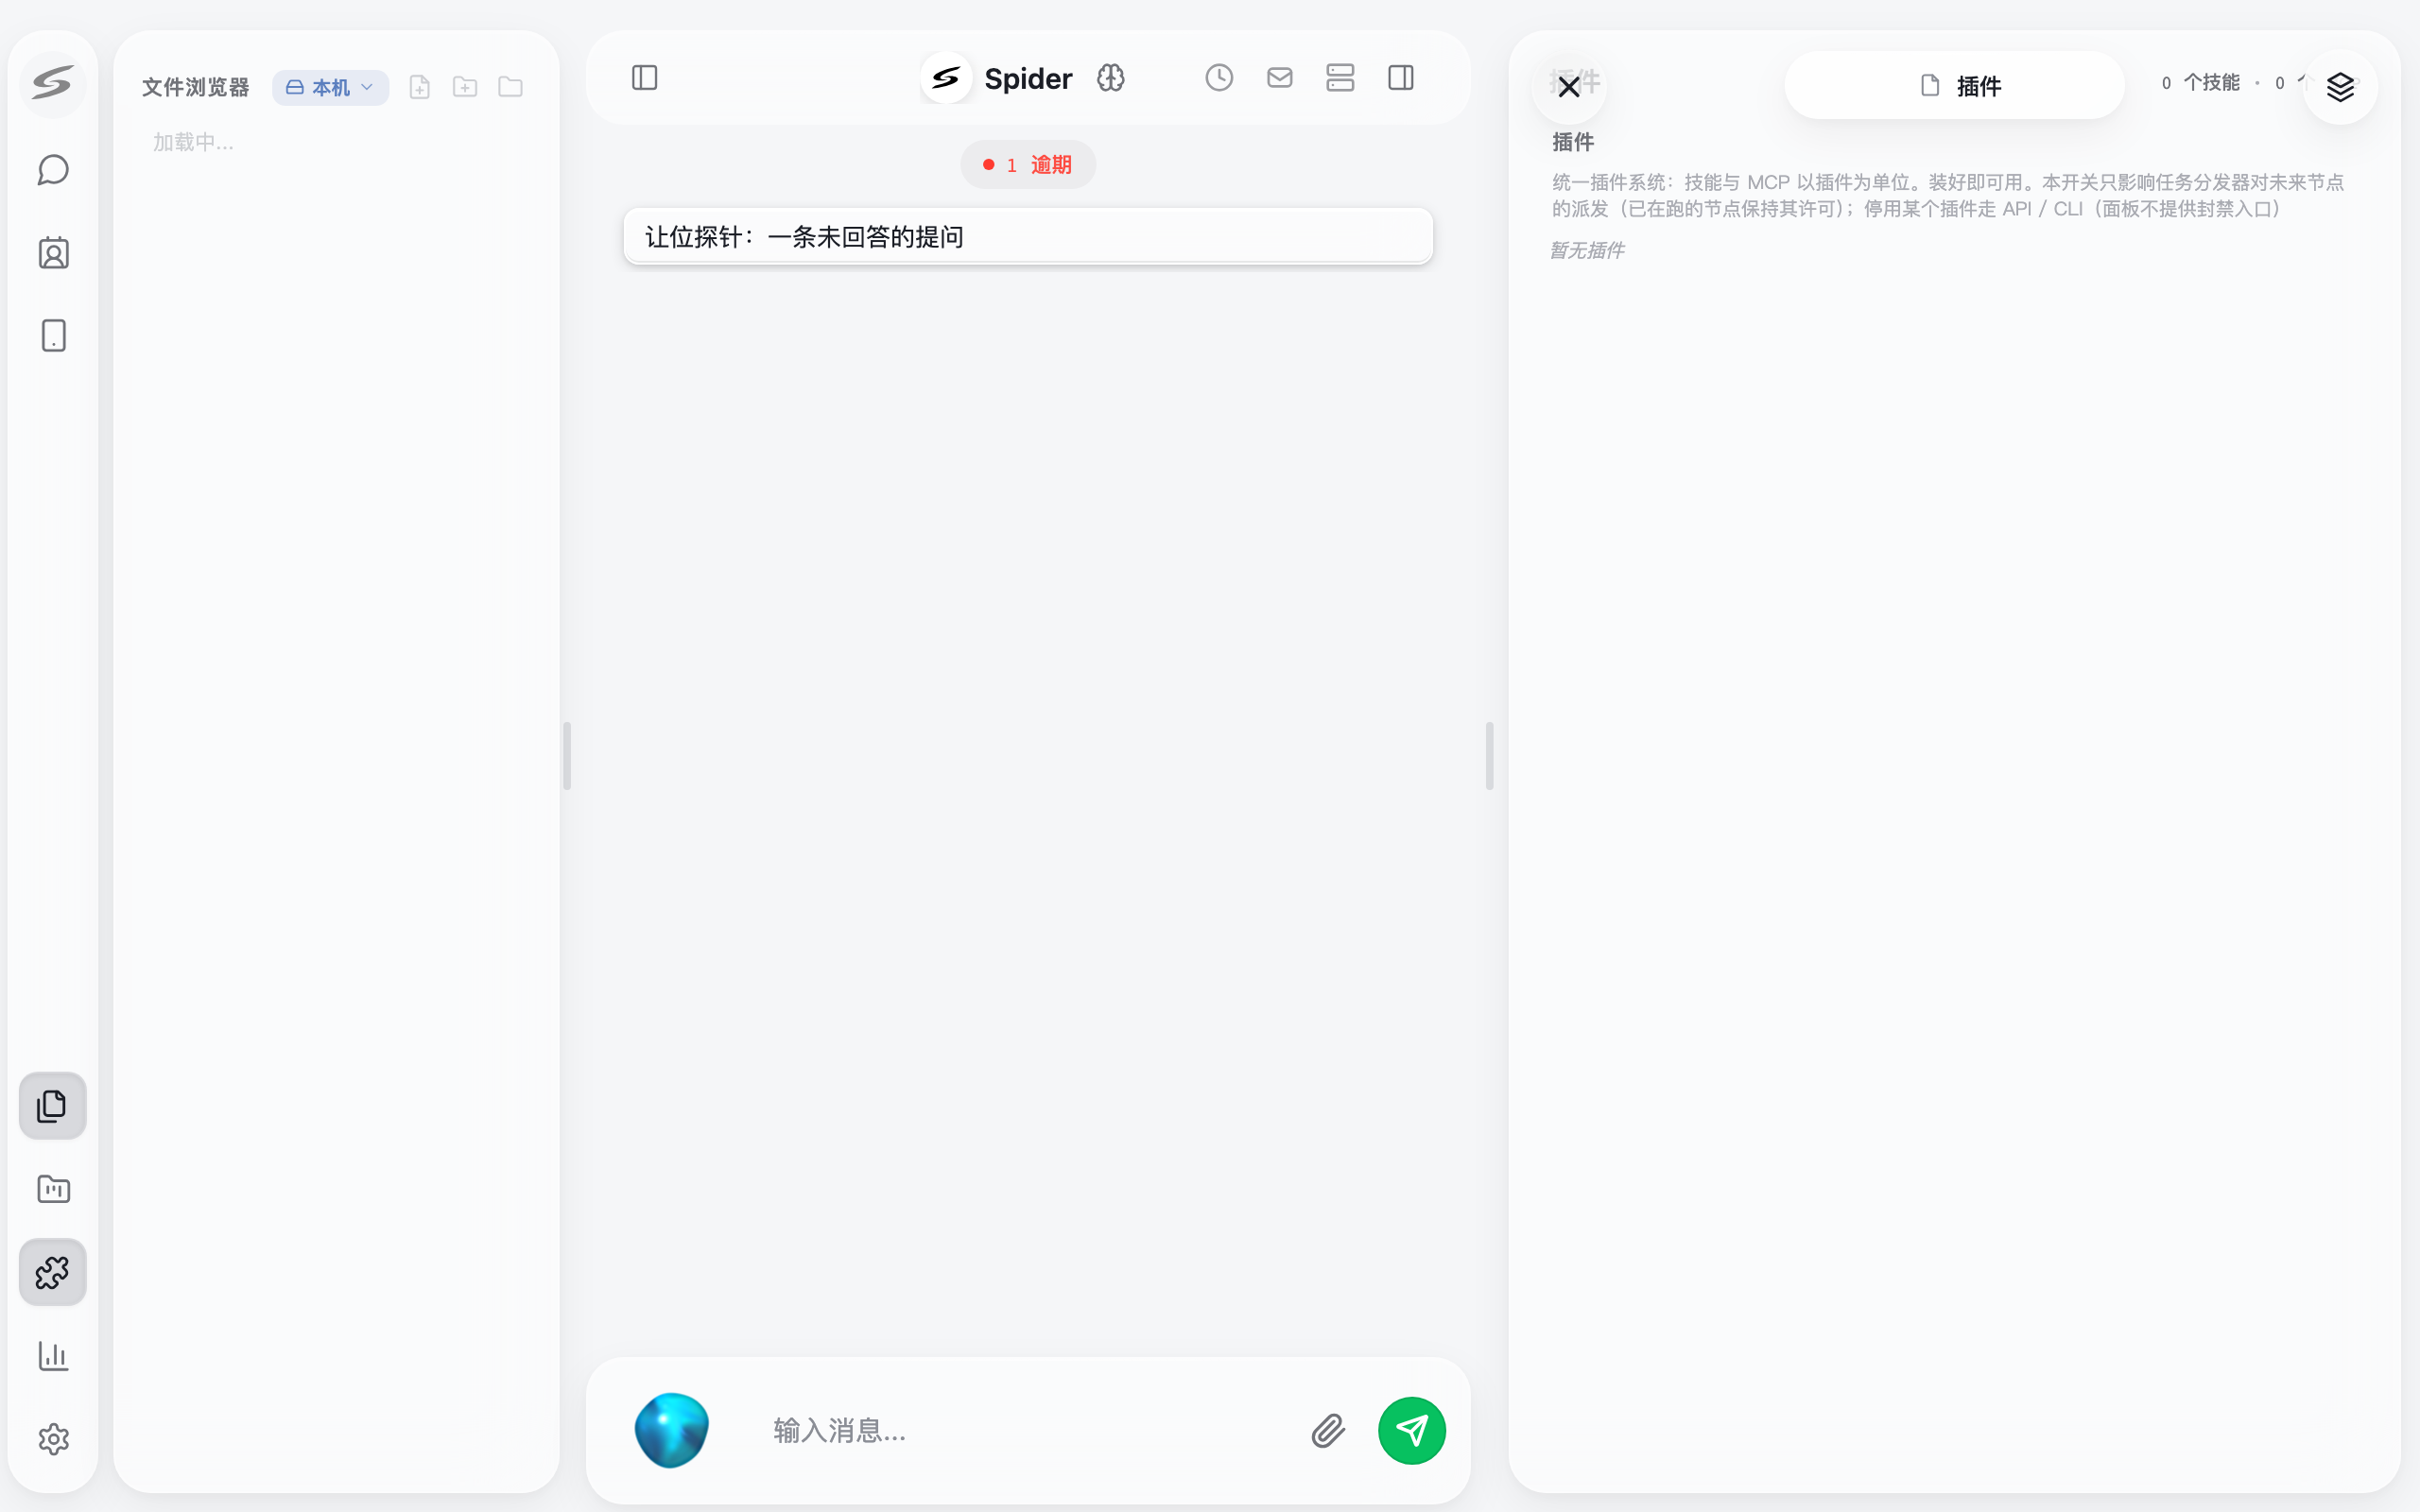 文件浏览器
本机
加载中...
Spider
1 逾期
让位探针：一条未回答的提问
输入消息...
插件
插件
0 个技能 · 0
插件
统一插件系统：技能与 MCP 以插件为单位。装好即可用。本开关只影响任务分发器对未来节点
的派发（已在跑的节点保持其许可）；停用某个插件走 API / CLI（面板不提供封禁入口）
暂无插件